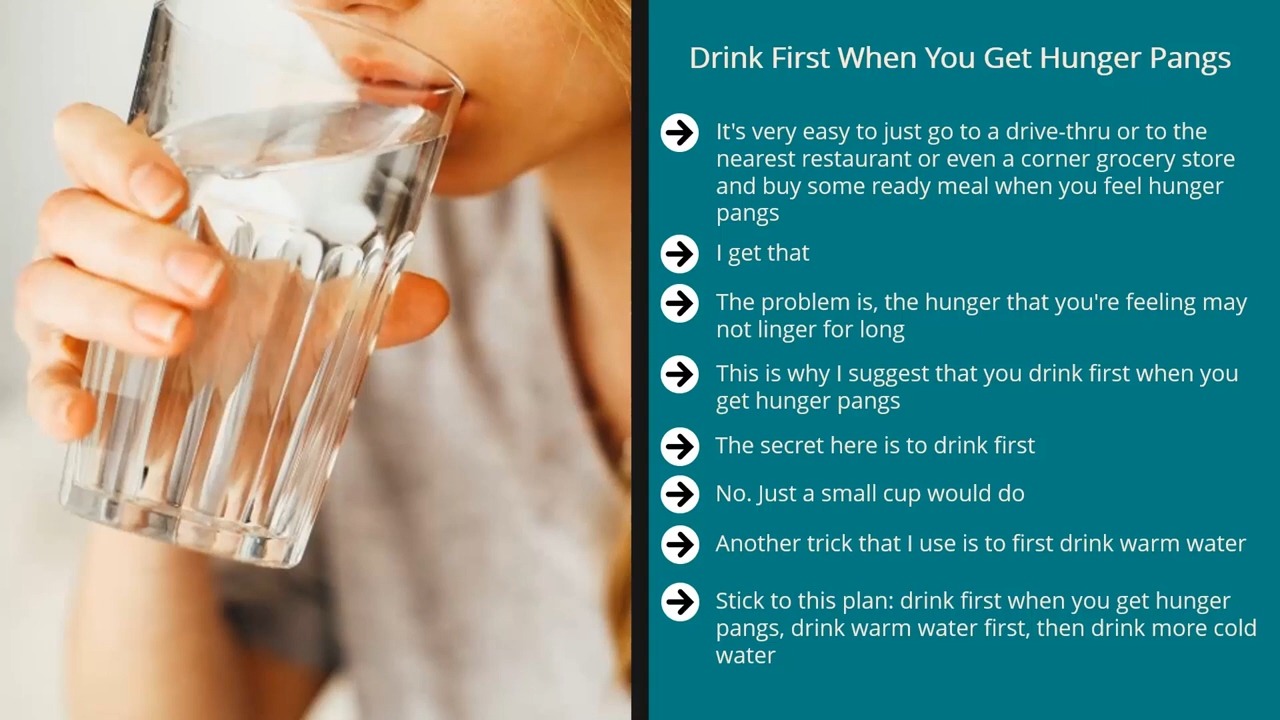 Drink First When You Get Hunger Pangs
It's very easy to just go to a drive-thru or to the
nearest restaurant or even a corner grocery store
and buy some ready meal when you feel hunger
pangs
I get that
The problem is, the hunger that you're feeling may
not linger for long
This is why I suggest that you drink first when you
get hunger pangs
The secret here is to drink first
No. Just a small cup would do
Another trick that I use is to first drink warm water
Stick to this plan: drink first when you get hunger
pangs, drink warm water first, then drink more cold
water